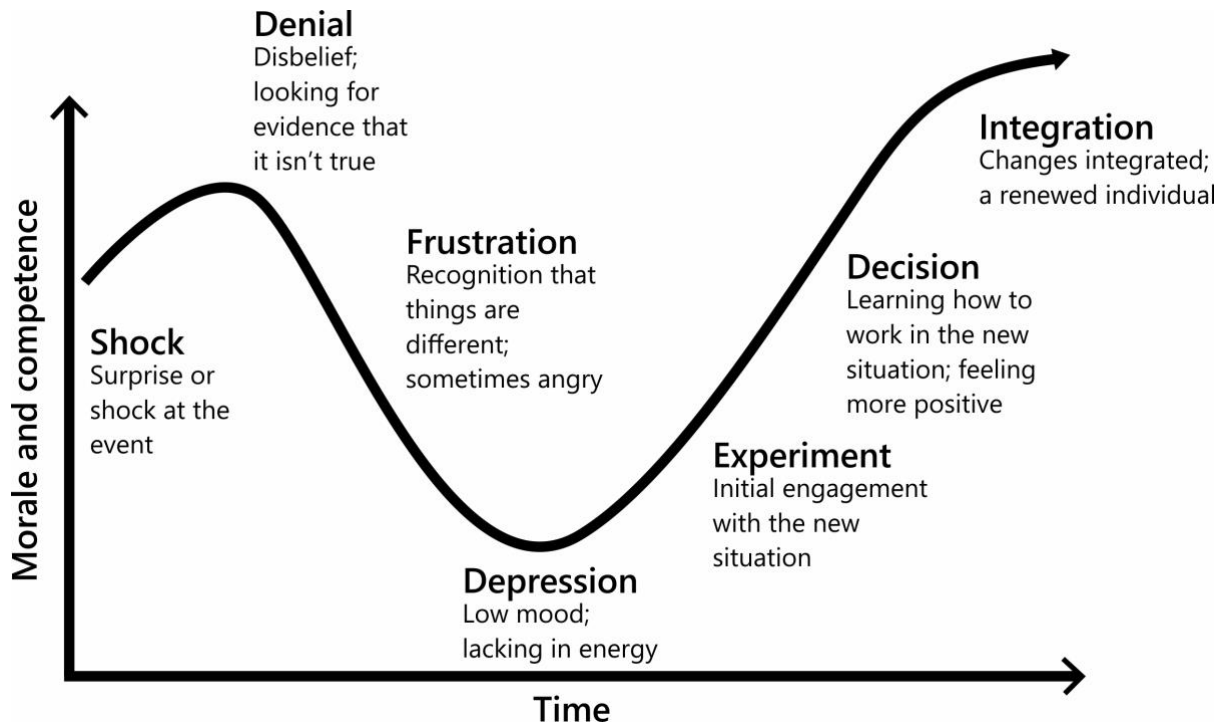 Denial
Disbelief;
looking for
evidence that
it isn't true
Morale and competence
Shock
Surprise or
shock at the
event
Frustration
Recognition that
things are
different;
sometimes angry
Depression
Low mood;
lacking in energy
Experiment
Initial engagement
with the new
situation
Decision
Learning how to
work in the new
situation; feeling
more positive
Integration
Changes integrated;
a renewed individual
Time